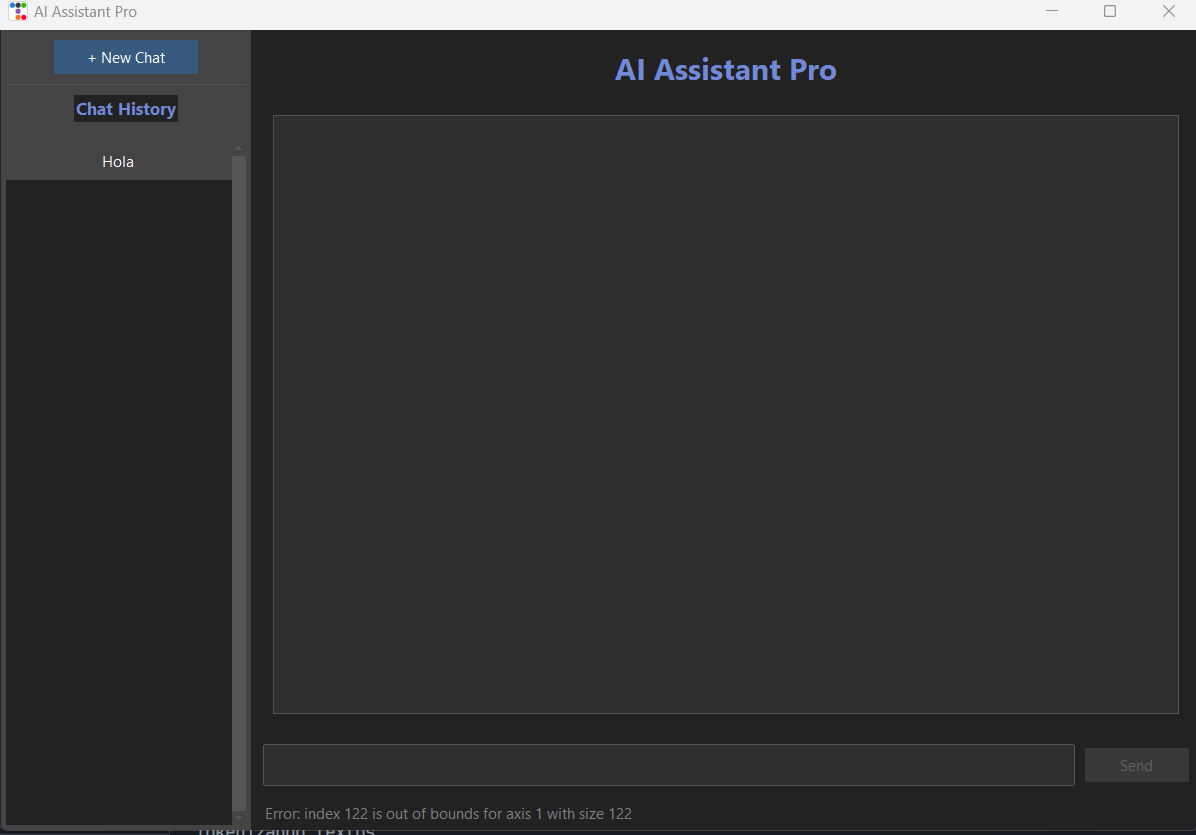 AI Assistant Pro
+ New Chat
Chat History
Hola
AI Assistant Pro
Send
Error: index 122 is out of bounds for axis 1 with size 122